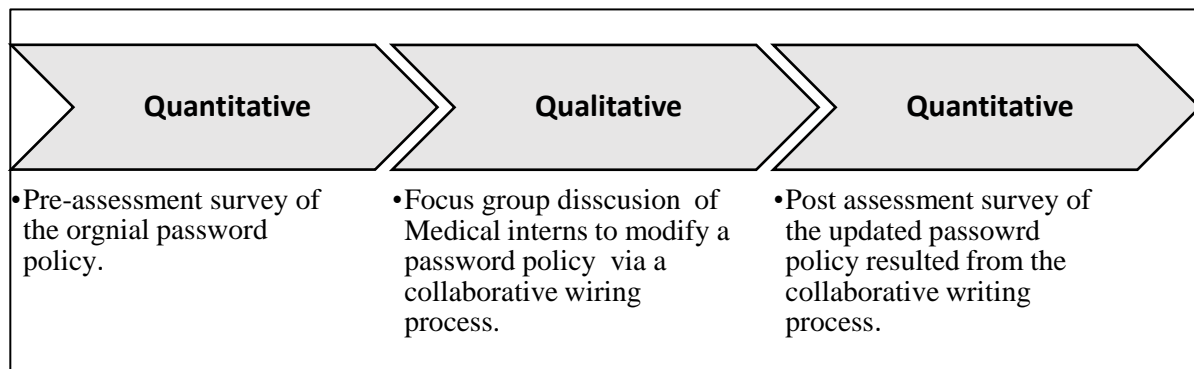 Quantitative
Qualitative
Quantitative
•Pre-assessment survey of
the orgnial password
policy.
•Focus group disscusion of
Medical interns to modify a
password policy via a
collaborative wiring
process.
•Post assessment survey of
the updated passowrd
policy resulted from the
collaborative writing
process.